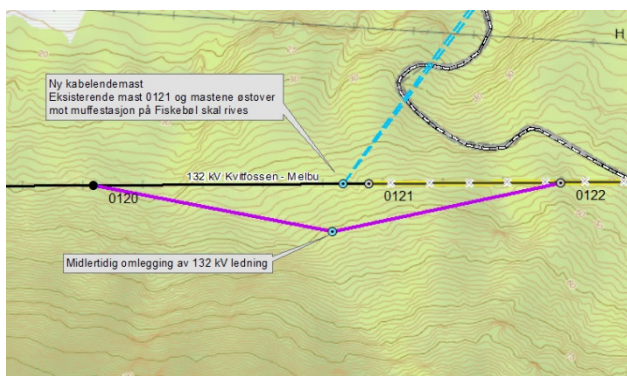 H
Ny kabelendemast
Eksisterende mast 0121 og mastene østover
mot muffestasjon på Fiskebøl skal rives
132 kV Kvitfossen - Melbu
0120
0121
0122
Midlertidig omlegging av 132 kV ledning